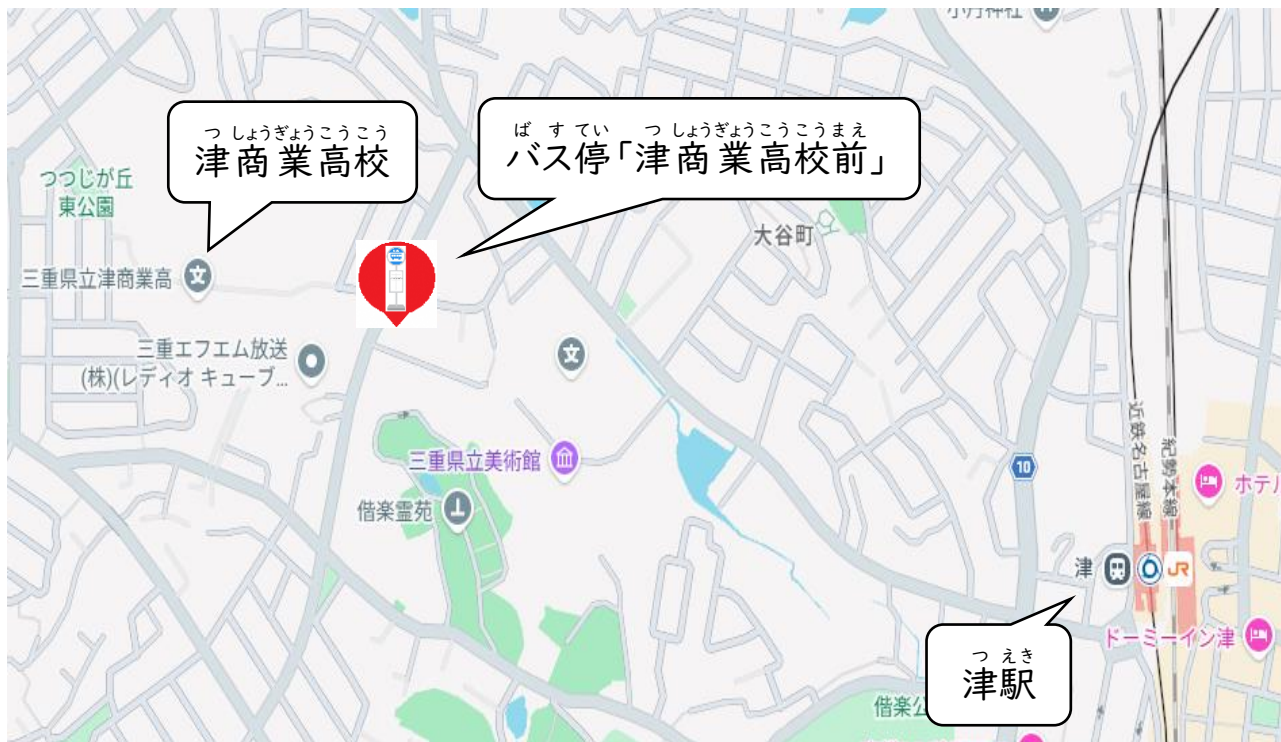 つしょうぎょうこうこう
津商業高校
ばすてい つしょうぎょうこうこうまえ
バス停「津商業高校前」
つつじが丘
東公園
大谷町
三重県立津商業高
文
三重エフエム放送
(株)(レディオ キューブ...
文
三重県立美術館
偕楽霊苑
10
近鉄名古屋線
紀勢本線
ホテル
津
JR
ドーミーイン津
つえき
津駅
偕楽公